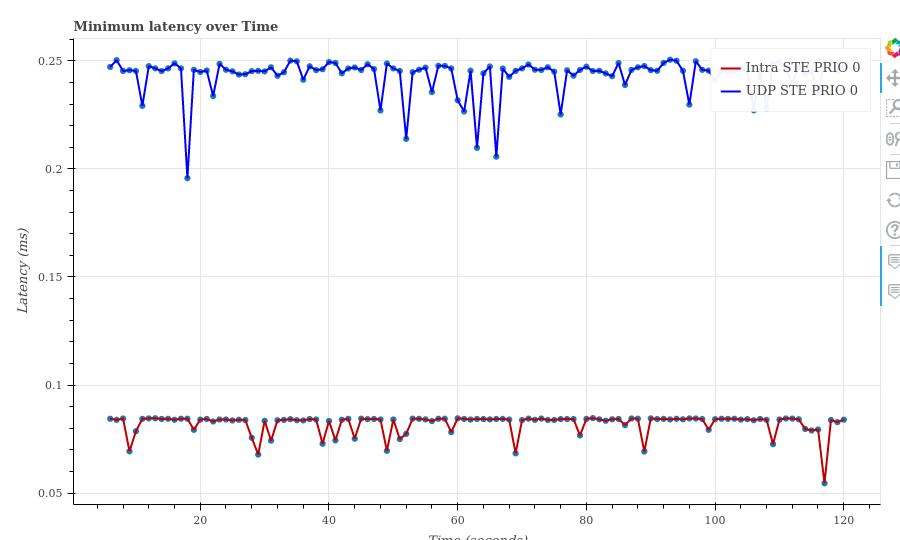 Minimum latency over Time
Intra STE PRIO 0
UDP STE PRIO 0
Latency (ms)
0.25
0.2
0.15
0.1
0.05
20 40 60 80 100 120
Time (seconds)